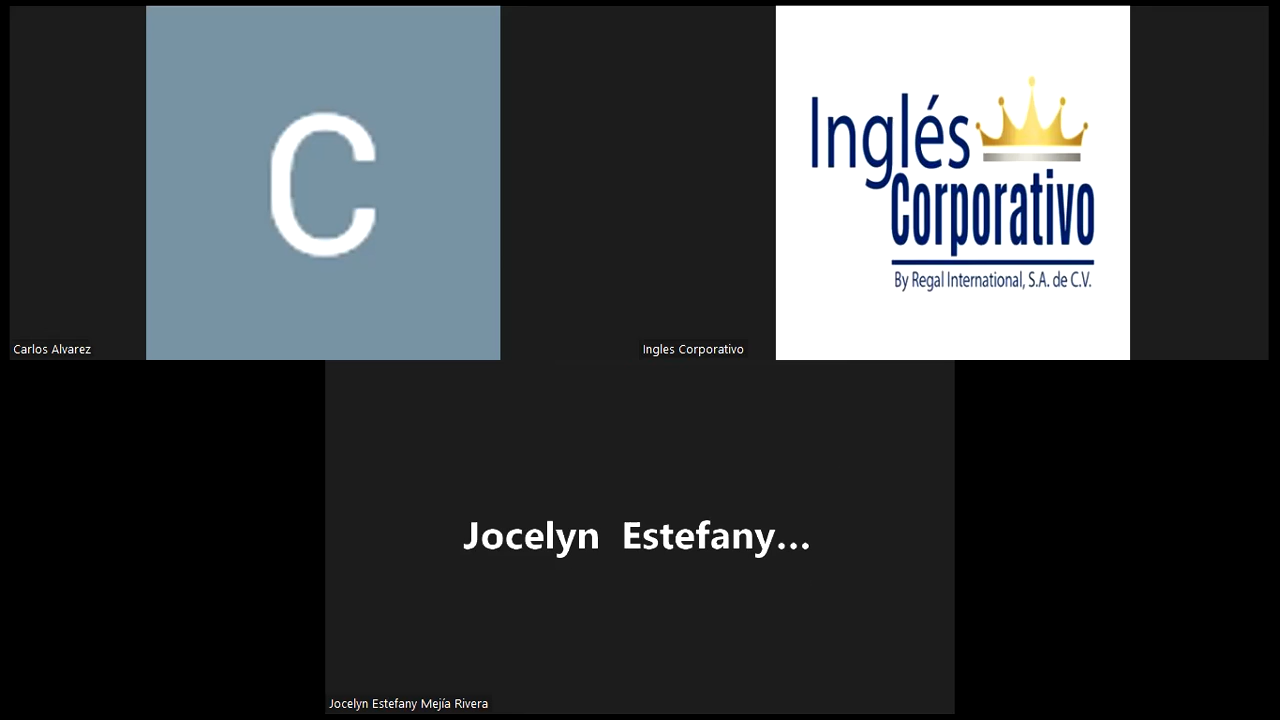 C
Carlos Alvarez
Inglés
Corporativo
By Regal International, S.A. de C.V.
Ingles Corporativo
Jocelyn Estefany...
Jocelyn Estefany Mejía Rivera